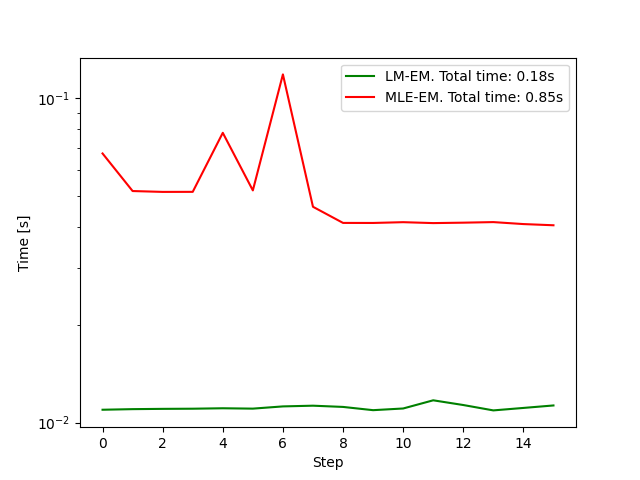 LM-EM. Total time: 0.18s
MLE-EM. Total time: 0.85s
10⁻¹
10⁻²
Time [s]
0 2 4 6 8 10 12 14
Step